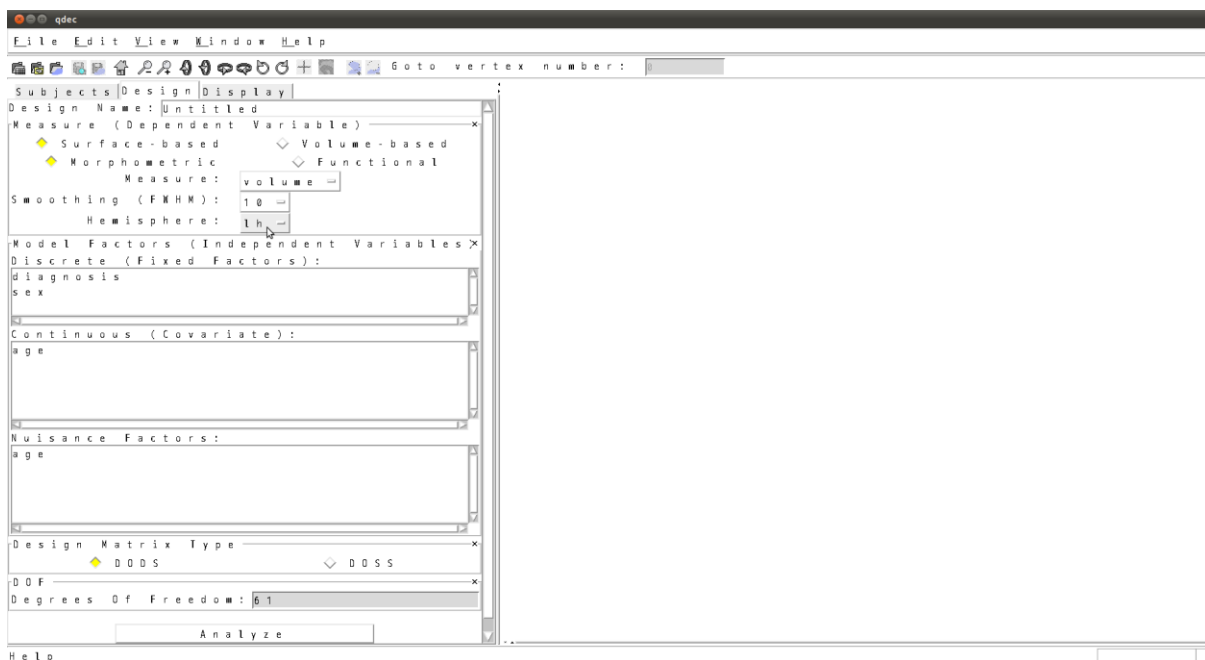 qdec
File Edit View Window Help
Goto vertex number: 0
Subjects Design Display
Design Name: Untitled
Measure (Dependent Variable)
Surface-based Volume-based
Morphometric Functional
Measure: volume
Smoothing (FWHM): 10
Hemisphere: lh
Model Factors (Independent Variables)
Discrete (Fixed Factors):
diagnosis
sex
Continuous (Covariate):
age
Nuisance Factors:
age
Design Matrix Type
DODS DOSS
DOF
Degrees Of Freedom: 61
Analyze
Help